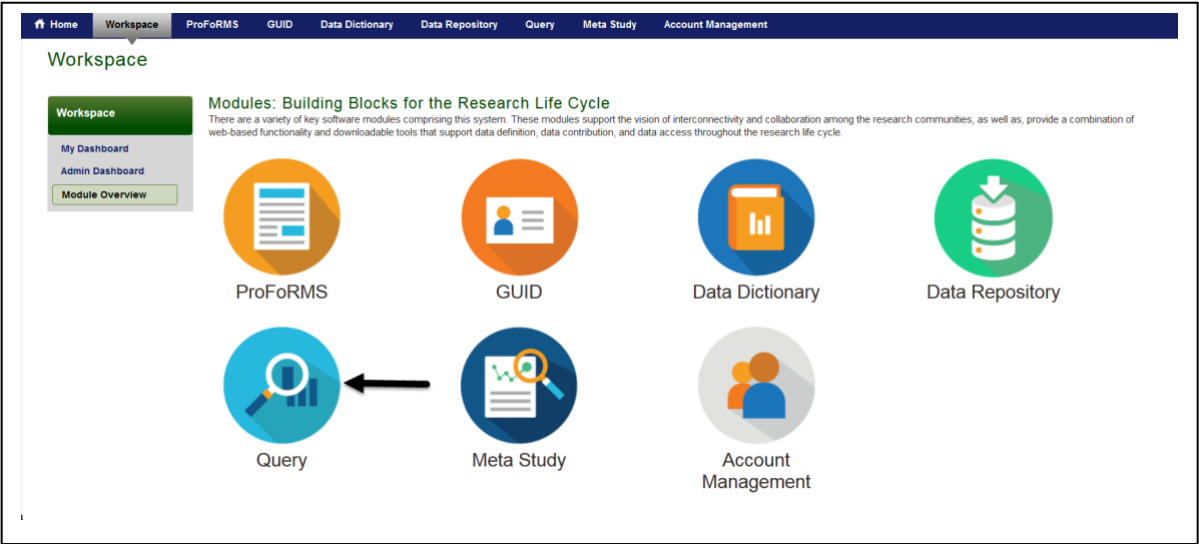 Home Workspace ProFoRMS GUID Data Dictionary Data Repository Query Meta Study Account Management
Workspace
Workspace
My Dashboard
Admin Dashboard
Module Overview
Modules: Building Blocks for the Research Life Cycle
There are a variety of key software modules comprising this system. These modules support the vision of interconnectivity and collaboration among the research communities, as well as, provide a combination of
web-based functionality and downloadable tools that support data definition, data contribution, and data access throughout the research life cycle.
ProFoRMS GUID Data Dictionary Data Repository
Query Meta Study Account
Management